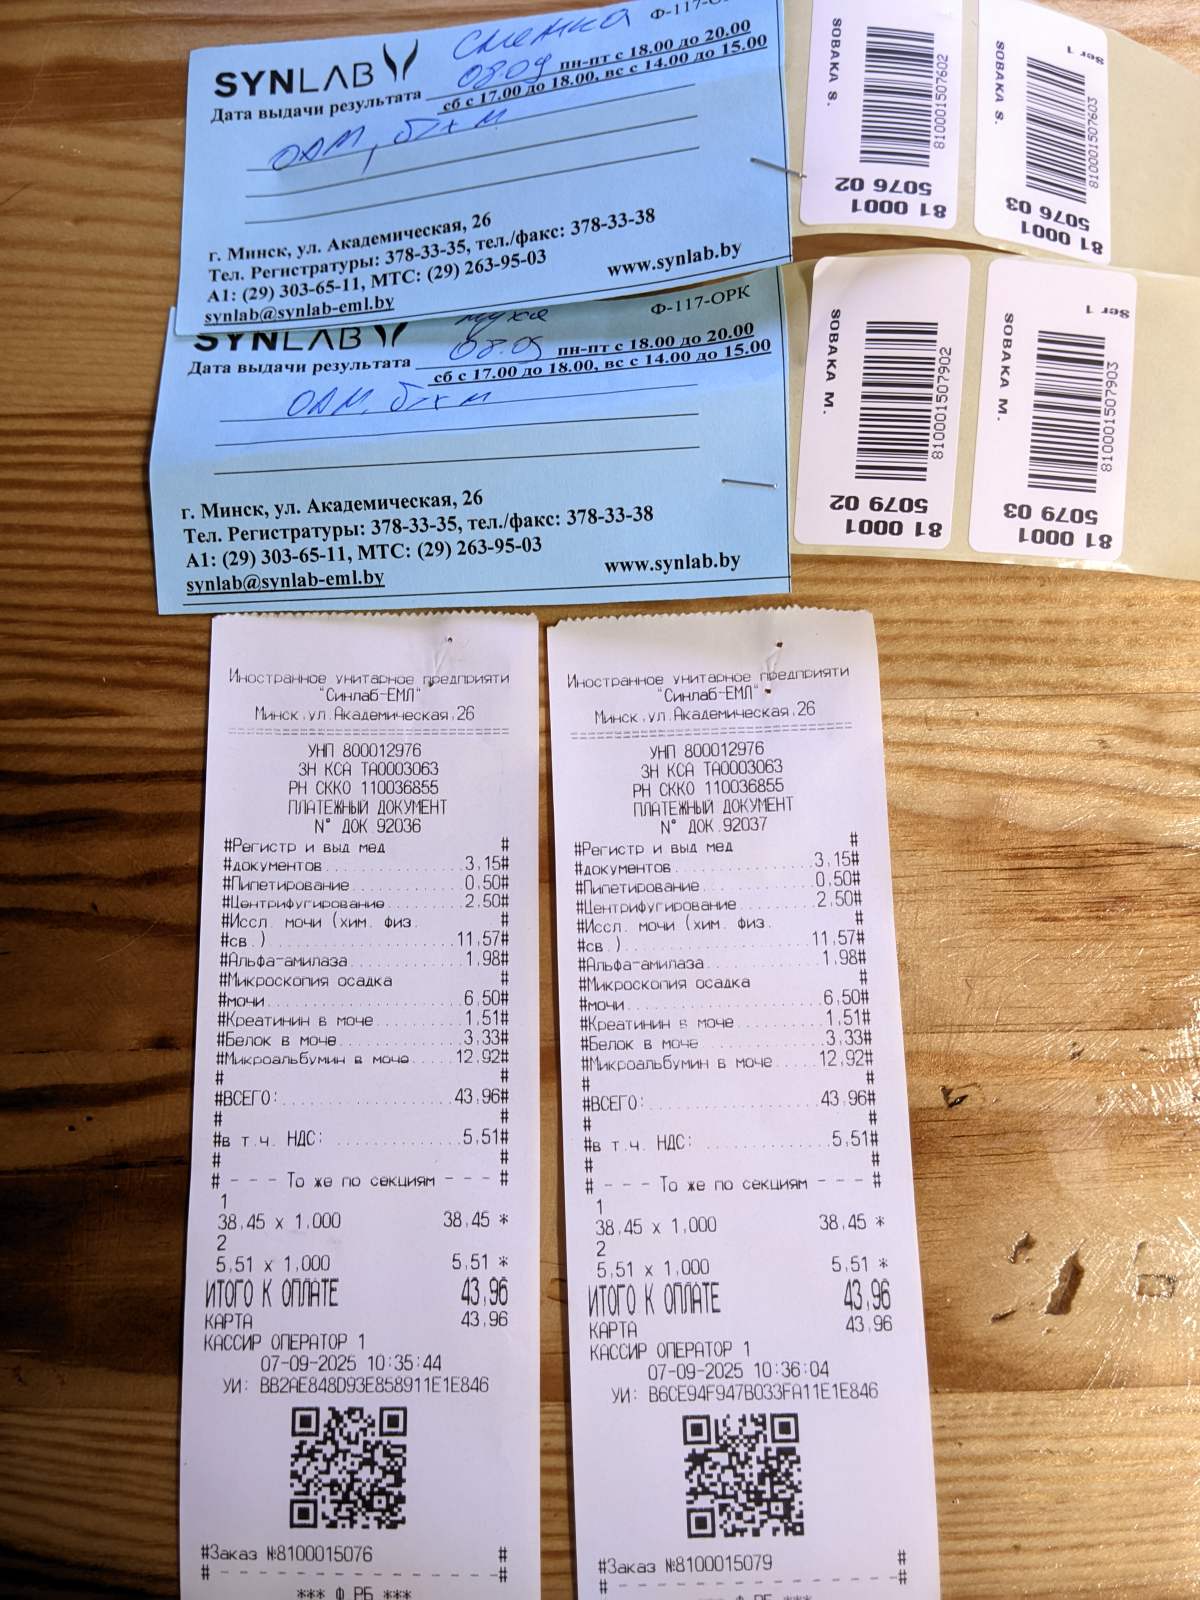 Сметка Ф-117-ОРК
SYNLAB
08.09 пн-пт с 18.00 до 20.00
Дата выдачи результата сб с 17.00 до 18.00, вс с 14.00 до 15.00
ОАМ, б/х м
г. Минск, ул. Академическая, 26
Тел. Регистратуры: 378-33-35, тел./факс: 378-33-38
А1: (29) 303-65-11, МТС: (29) 263-95-03
synlab@synlab-eml.by www.synlab.by
SOBAKA S.
810001507602
81 0001
5076 02
Ser 1
SOBAKA S.
810001507603
81 0001
5076 03
муха Ф-117-ОРК
SYNLAB
08.09 пн-пт с 18.00 до 20.00
Дата выдачи результата сб с 17.00 до 18.00, вс с 14.00 до 15.00
ОАМ, б/х м
г. Минск, ул. Академическая, 26
Тел. Регистратуры: 378-33-35, тел./факс: 378-33-38
А1: (29) 303-65-11, МТС: (29) 263-95-03
synlab@synlab-eml.by www.synlab.by
SOBAKA M.
810001507902
81 0001
5079 02
Ser 1
SOBAKA M.
810001507903
81 0001
5079 03
Иностранное унитарное предприяти
"Синлаб-ЕМЛ"
Минск,ул.Академическая,26
================================
УНП 800012976
ЗН КСА ТА0003063
РН СККО 110036855
ПЛАТЕЖНЫЙ ДОКУМЕНТ
N° ДОК.92036
#Регистр и выд мед #
#документов 3,15#
#Пипетирование 0,50#
#Центрифугирование 2,50#
#Иссл. мочи (хим. физ. #
#св.) 11,57#
#Альфа-амилаза 1,98#
#Микроскопия осадка #
#мочи 6,50#
#Креатинин в моче 1,51#
#Белок в моче 3,33#
#Микроальбумин в моче 12,92#
# #
#ВСЕГО: 43,96#
# #
#в т.ч. НДС: 5,51#
# #
# - - - То же по секциям - - - #
1
38,45 x 1,000 38,45 *
2
5,51 x 1,000 5,51 *
ИТОГО К ОПЛАТЕ 43,96
КАРТА 43,96
КАССИР ОПЕРАТОР 1
07-09-2025 10:35:44
УИ: BB2AE848D93E858911E1E846
#Заказ №8100015076 #
# - - - - - - - - - - - - - - #
*** Ф РБ ***
Иностранное унитарное предприяти
"Синлаб-ЕМЛ"
Минск,ул.Академическая,26
================================
УНП 800012976
ЗН КСА ТА0003063
РН СККО 110036855
ПЛАТЕЖНЫЙ ДОКУМЕНТ
N° ДОК.92037
#Регистр и выд мед #
#документов 3,15#
#Пипетирование 0,50#
#Центрифугирование 2,50#
#Иссл. мочи (хим. физ. #
#св.) 11,57#
#Альфа-амилаза 1,98#
#Микроскопия осадка #
#мочи 6,50#
#Креатинин в моче 1,51#
#Белок в моче 3,33#
#Микроальбумин в моче 12,92#
# #
#ВСЕГО: 43,96#
# #
#в т.ч. НДС: 5,51#
# #
# - - - То же по секциям - - - #
1
38,45 x 1,000 38,45 *
2
5,51 x 1,000 5,51 *
ИТОГО К ОПЛАТЕ 43,96
КАРТА 43,96
КАССИР ОПЕРАТОР 1
07-09-2025 10:36:04
УИ: B6CE94F947B033FA11E1E846
#Заказ №8100015079 #
# - - - - - - - - - - - - - - #
*** Ф РБ ***